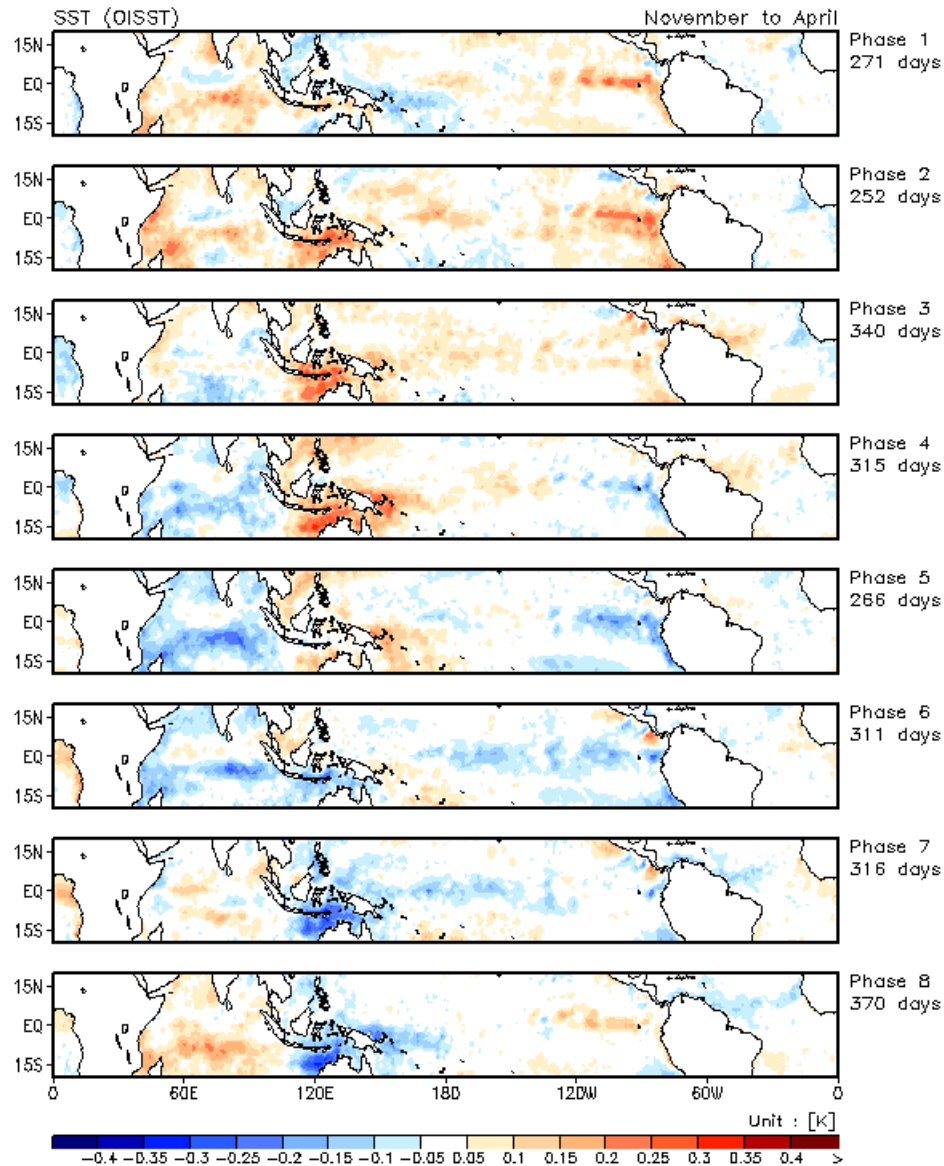 SST (OISST) November to April
15N
EQ
15S
Phase 1
271 days
15N
EQ
15S
Phase 2
252 days
15N
EQ
15S
Phase 3
340 days
15N
EQ
15S
Phase 4
315 days
15N
EQ
15S
Phase 5
266 days
15N
EQ
15S
Phase 6
311 days
15N
EQ
15S
Phase 7
316 days
15N
EQ
15S
Phase 8
370 days
0 60E 120E 180 120W 60W 0
Unit : [K]
-0.4 -0.35 -0.3 -0.25 -0.2 -0.15 -0.1 -0.05 0.05 0.1 0.15 0.2 0.25 0.3 0.35 0.4 >